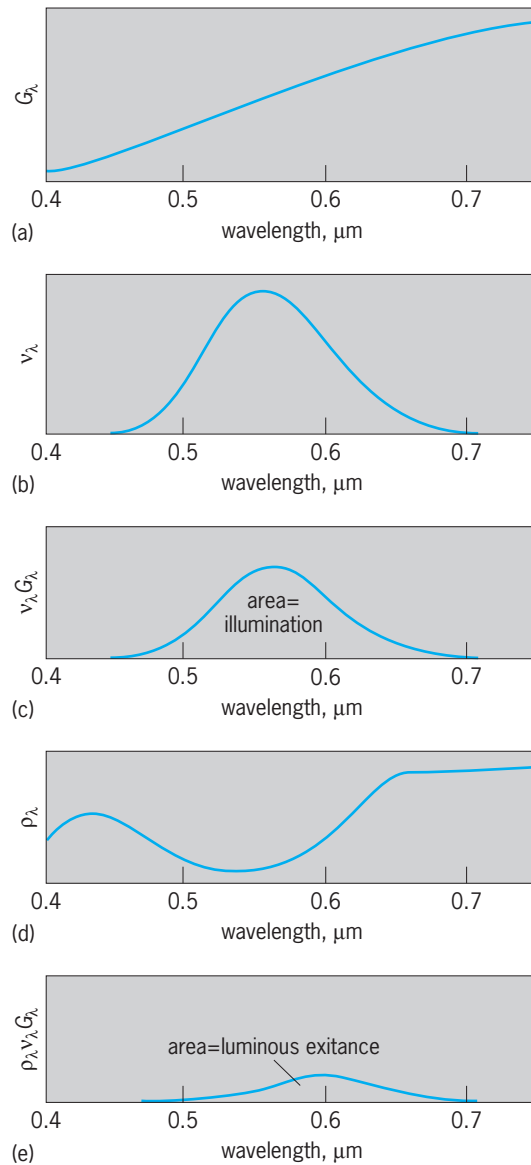 Gλ
0.4 0.5 0.6 0.7
wavelength, μm
(a)
νλ
0.4 0.5 0.6 0.7
wavelength, μm
(b)
νλGλ
area=
illumination
0.4 0.5 0.6 0.7
wavelength, μm
(c)
ρλ
0.4 0.5 0.6 0.7
wavelength, μm
(d)
ρλνλGλ
area=luminous exitance
0.4 0.5 0.6 0.7
wavelength, μm
(e)